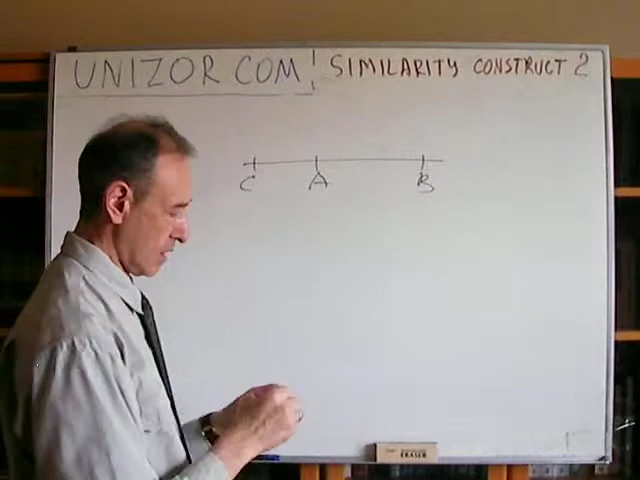 UNIZOR.COM SIMILARITY CONSTRUCT 2
C A B
ERASER